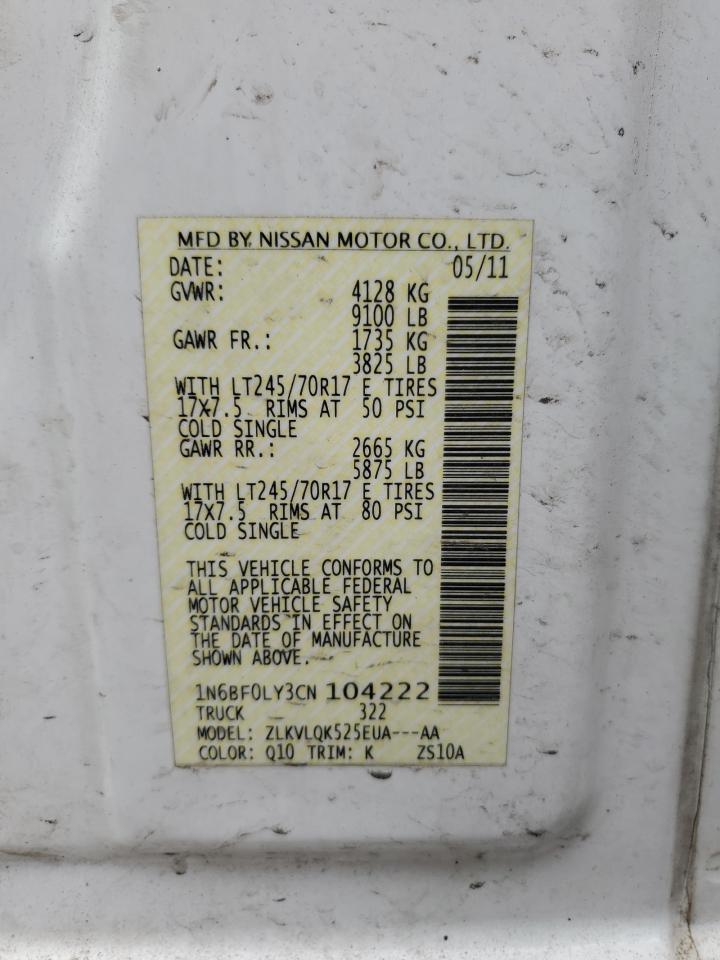 MFD BY: NISSAN MOTOR CO., LTD.
DATE: 05/11
GVWR: 4128 KG
9100 LB
GAWR FR.: 1735 KG
3825 LB
WITH LT245/70R17 E TIRES
17X7.5 RIMS AT 50 PSI
COLD SINGLE
GAWR RR.: 2665 KG
5875 LB
WITH LT245/70R17 E TIRES
17X7.5 RIMS AT 80 PSI
COLD SINGLE
THIS VEHICLE CONFORMS TO
ALL APPLICABLE FEDERAL
MOTOR VEHICLE SAFETY
STANDARDS IN EFFECT ON
THE DATE OF MANUFACTURE
SHOWN ABOVE.
1N6BF0LY3CN 104222
TRUCK 322
MODEL: ZLKVLQK525EUA---AA
COLOR: Q10 TRIM: K ZS10A